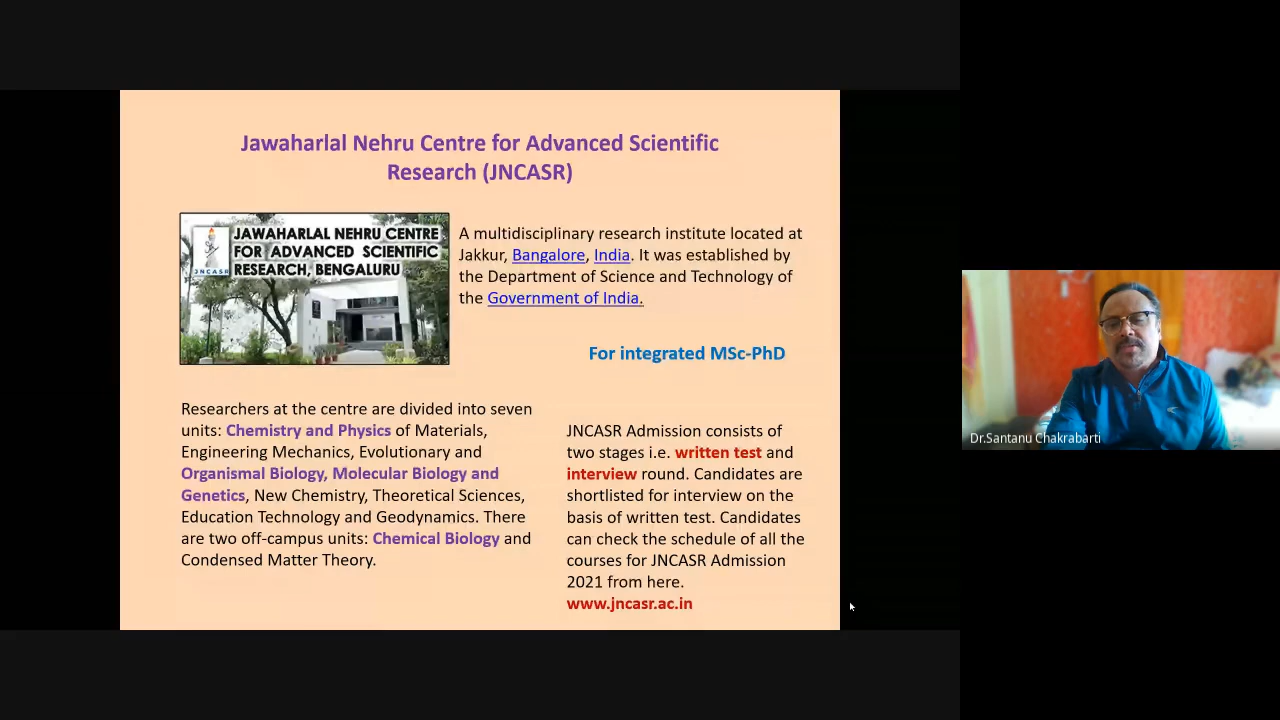 Jawaharlal Nehru Centre for Advanced Scientific
Research (JNCASR)
JAWAHARLAL NEHRU CENTRE
FOR ADVANCED SCIENTIFIC
RESEARCH, BENGALURU
JNCASR
A multidisciplinary research institute located at
Jakkur, Bangalore, India. It was established by
the Department of Science and Technology of
the Government of India.
For integrated MSc-PhD
Researchers at the centre are divided into seven
units: Chemistry and Physics of Materials,
Engineering Mechanics, Evolutionary and
Organismal Biology, Molecular Biology and
Genetics, New Chemistry, Theoretical Sciences,
Education Technology and Geodynamics. There
are two off-campus units: Chemical Biology and
Condensed Matter Theory.
JNCASR Admission consists of
two stages i.e. written test and
interview round. Candidates are
shortlisted for interview on the
basis of written test. Candidates
can check the schedule of all the
courses for JNCASR Admission
2021 from here.
www.jncasr.ac.in
Dr.Santanu Chakrabarti